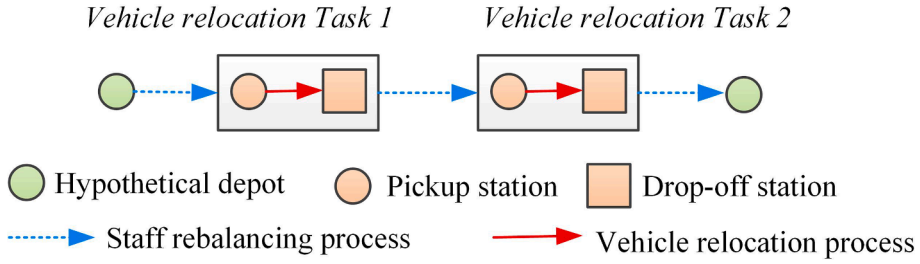 Vehicle relocation Task 1 Vehicle relocation Task 2
Hypothetical depot Pickup station Drop-off station
Staff rebalancing process Vehicle relocation process